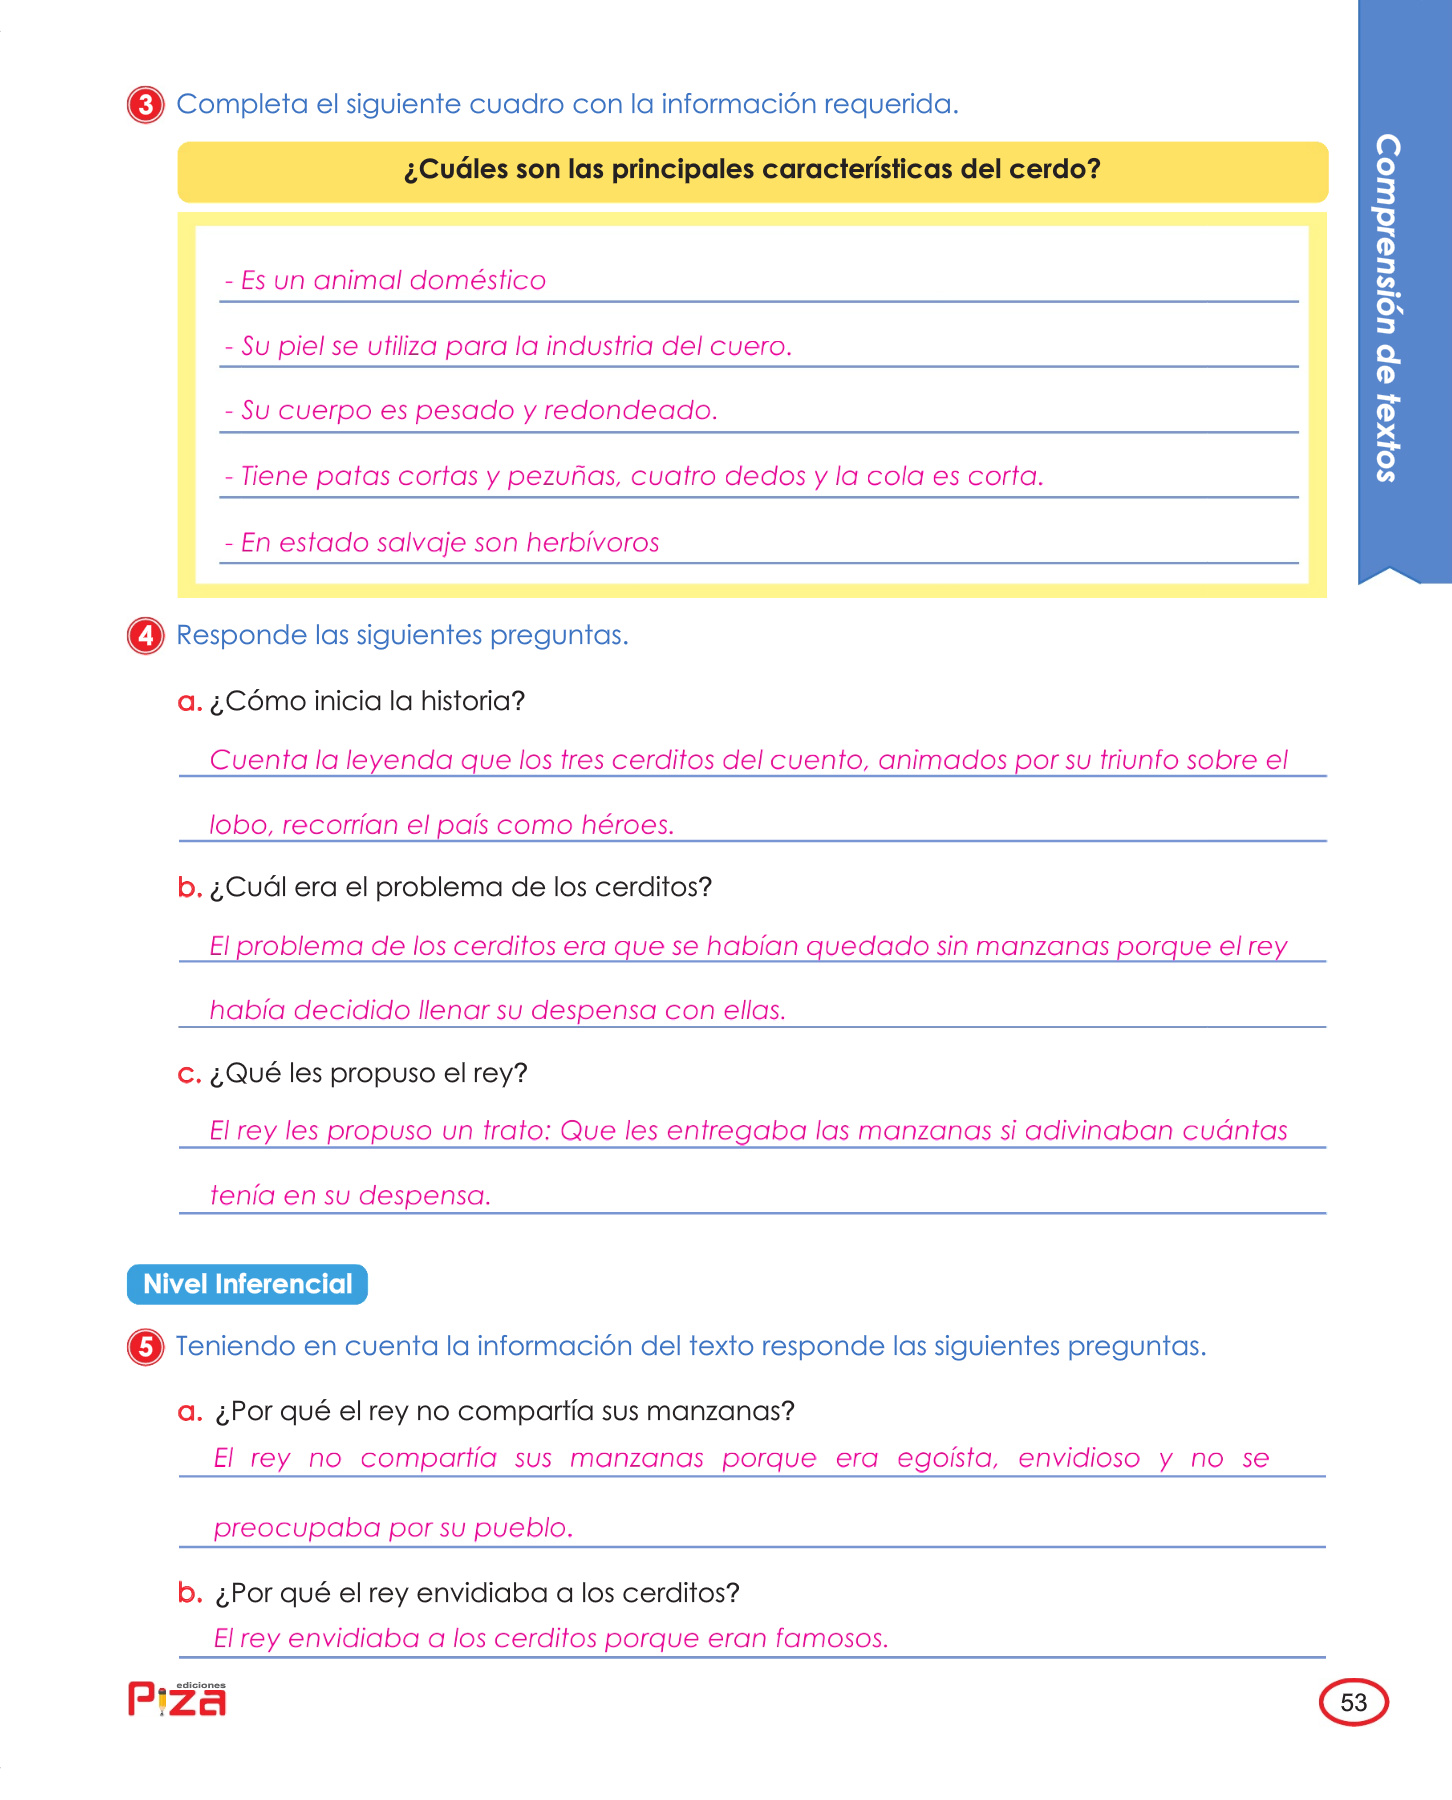 3 Completa el siguiente cuadro con la información requerida.
¿Cuáles son las principales características del cerdo?
- Es un animal doméstico
- Su piel se utiliza para la industria del cuero.
- Su cuerpo es pesado y redondeado.
- Tiene patas cortas y pezuñas, cuatro dedos y la cola es corta.
- En estado salvaje son herbívoros
Comprensión de textos
4 Responde las siguientes preguntas.
a. ¿Cómo inicia la historia?
Cuenta la leyenda que los tres cerditos del cuento, animados por su triunfo sobre el
lobo, recorrían el país como héroes.
b. ¿Cuál era el problema de los cerditos?
El problema de los cerditos era que se habían quedado sin manzanas porque el rey
había decidido llenar su despensa con ellas.
c. ¿Qué les propuso el rey?
El rey les propuso un trato: Que les entregaba las manzanas si adivinaban cuántas
tenía en su despensa.
Nivel Inferencial
5 Teniendo en cuenta la información del texto responde las siguientes preguntas.
a. ¿Por qué el rey no compartía sus manzanas?
El rey no compartía sus manzanas porque era egoísta, envidioso y no se
preocupaba por su pueblo.
b. ¿Por qué el rey envidiaba a los cerditos?
El rey envidiaba a los cerditos porque eran famosos.
ediciones
Piza
53